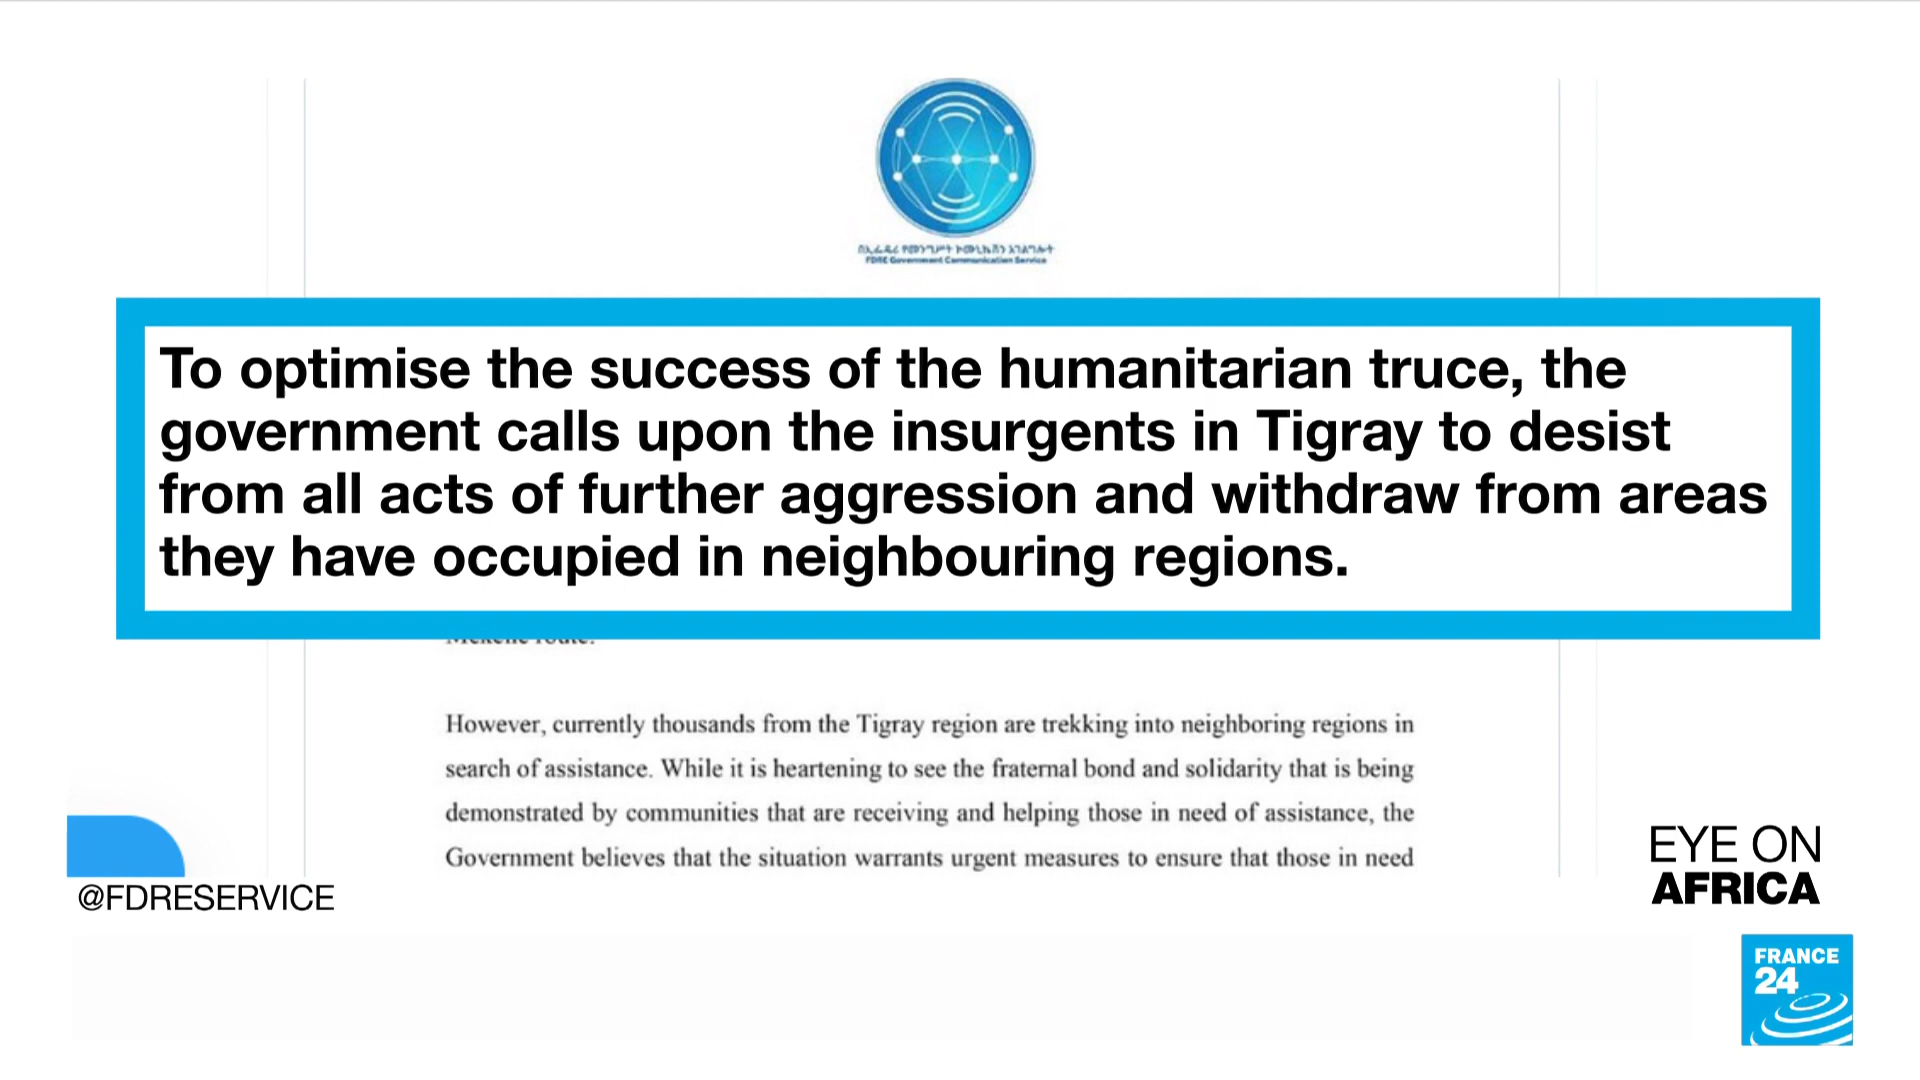 FDRE Government Communication Service
To optimise the success of the humanitarian truce, the
government calls upon the insurgents in Tigray to desist
from all acts of further aggression and withdraw from areas
they have occupied in neighbouring regions.
However, currently thousands from the Tigray region are trekking into neighboring regions in
search of assistance. While it is heartening to see the fraternal bond and solidarity that is being
demonstrated by communities that are receiving and helping those in need of assistance, the
Government believes that the situation warrants urgent measures to ensure that those in need
@FDRESERVICE
EYE ON
AFRICA
FRANCE
24